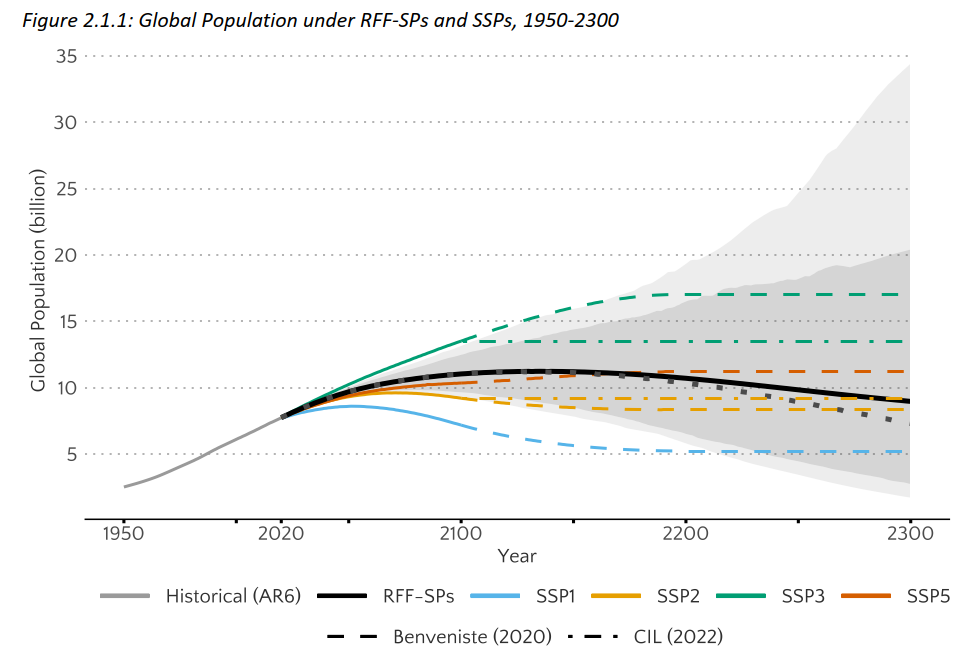 Figure 2.1.1: Global Population under RFF-SPs and SSPs, 1950-2300
35
30
25
20
15
10
5
Global Population (billion)
1950 2020 2100 2200 2300
Year
Historical (AR6) RFF-SPs SSP1 SSP2 SSP3 SSP5
Benveniste (2020) CIL (2022)